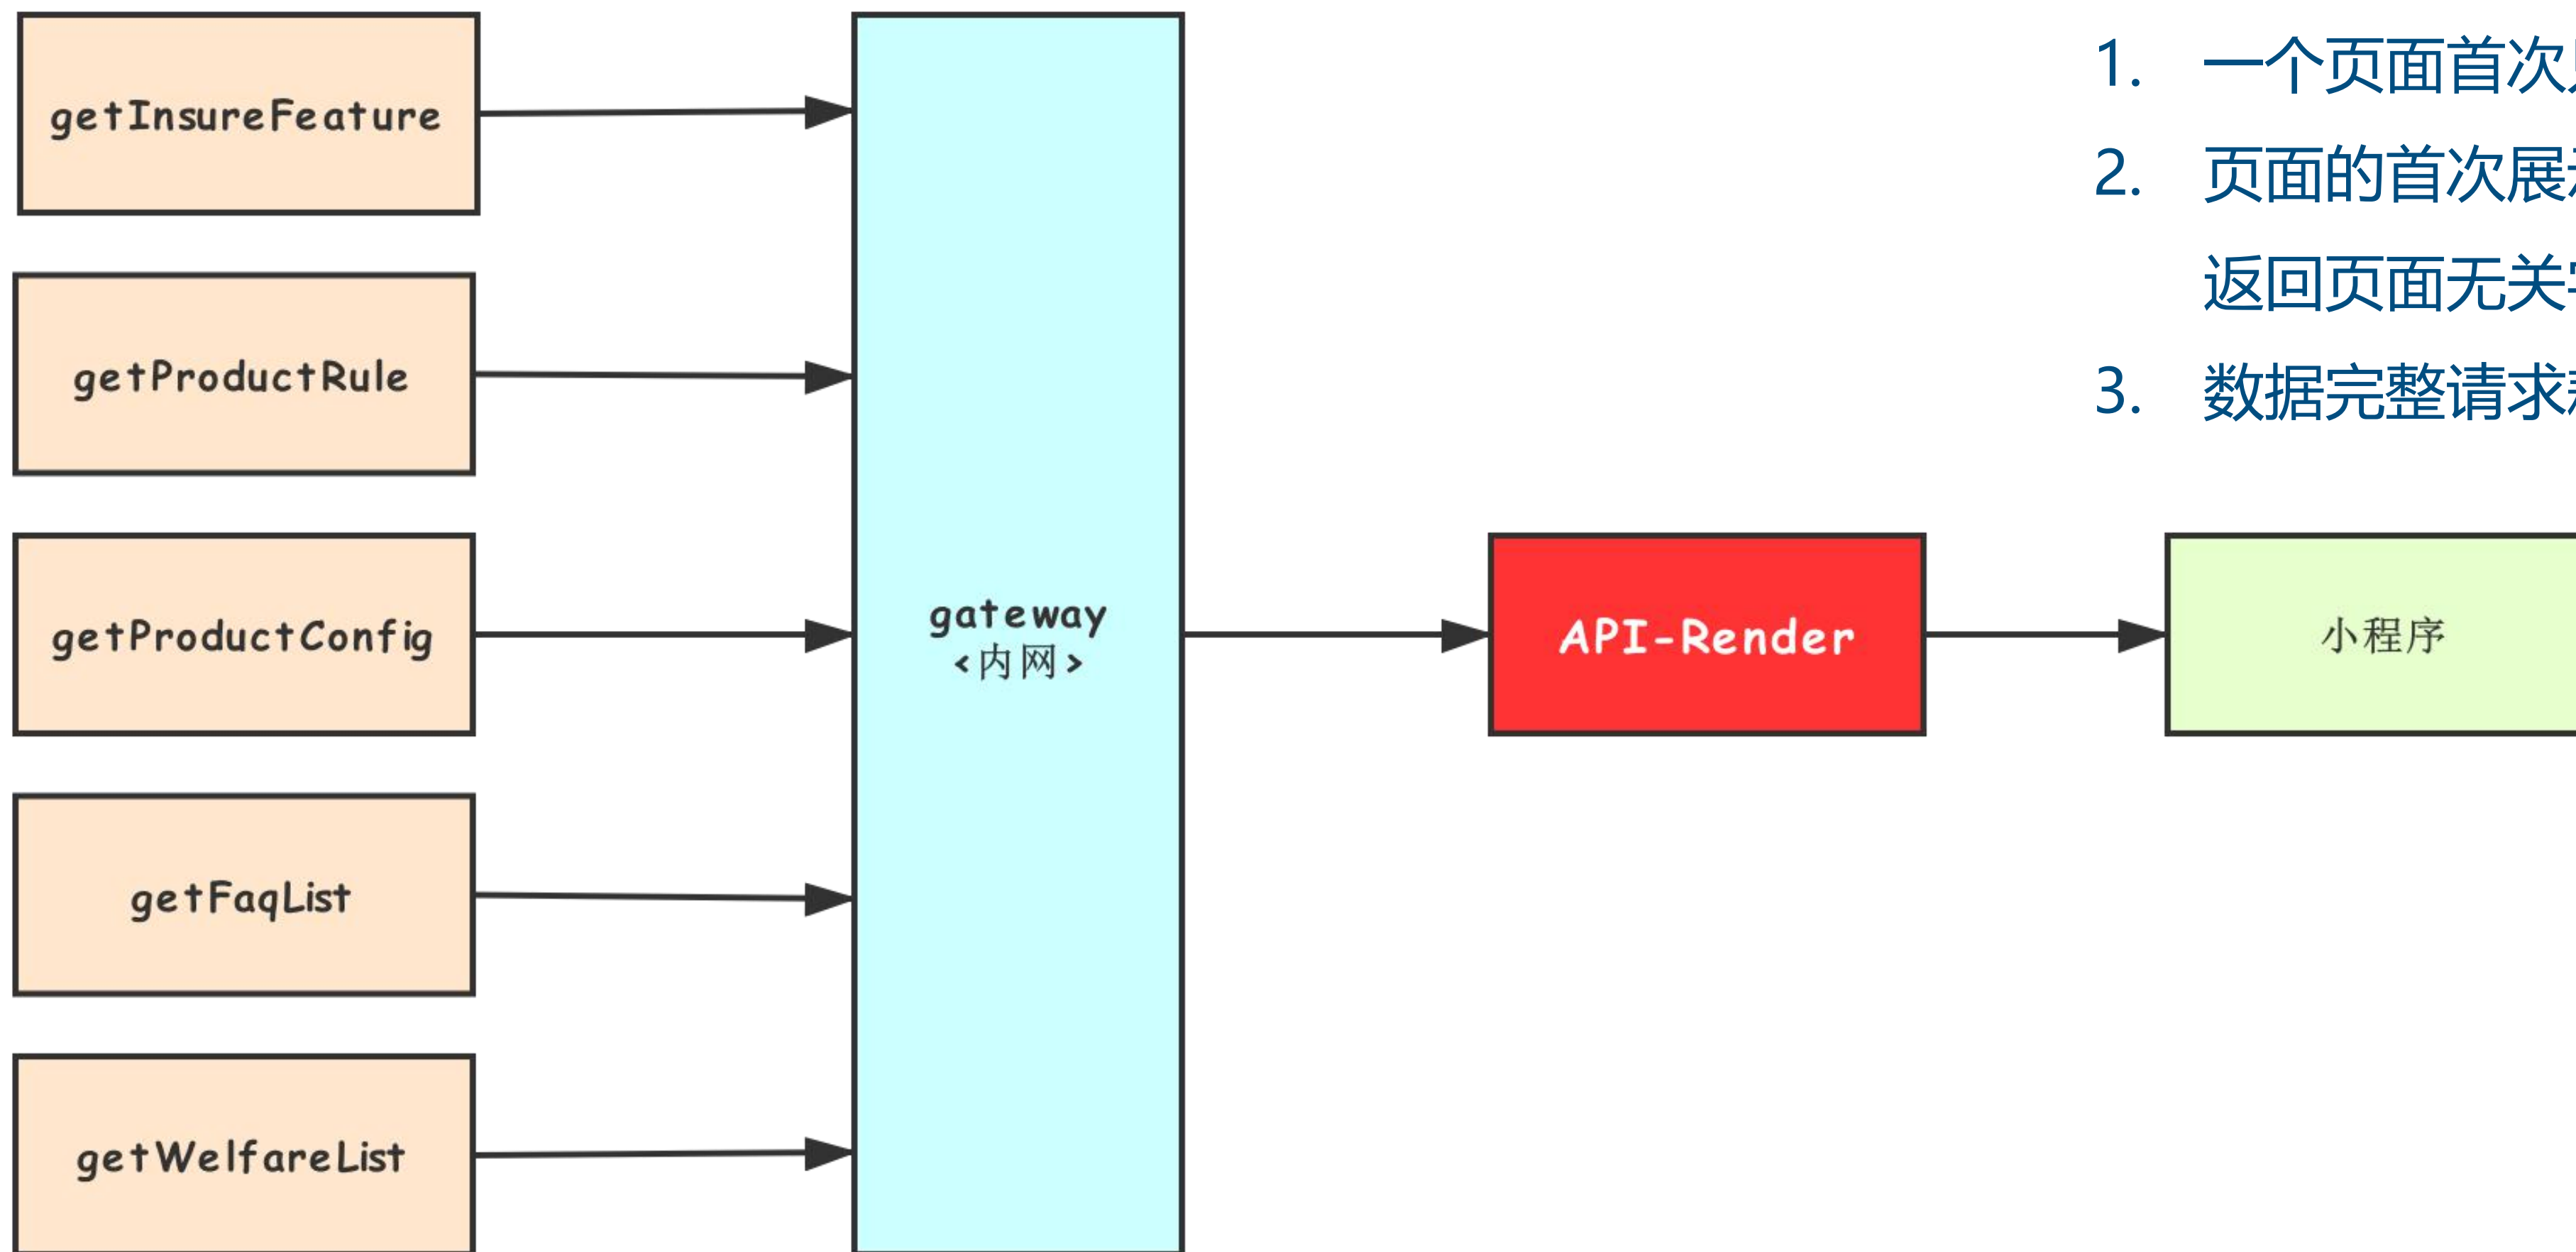 getInsureFeature
getProductRule
getProductConfig
getFaqList
getWelfareList
gateway
<内网>
API-Render
小程序
1. 一个页面首次
2. 页面的首次展
返回页面无关
3. 数据完整请求